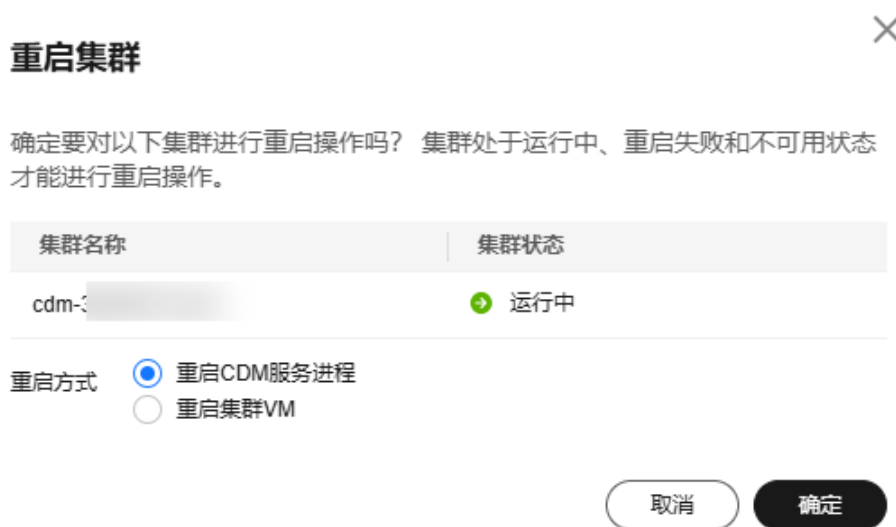 重启集群
确定要对以下集群进行重启操作吗? 集群处于运行中、重启失败和不可用状态
才能进行重启操作。
集群名称 集群状态
cdm- 运行中
重启方式 重启CDM服务进程
重启集群VM
取消 确定